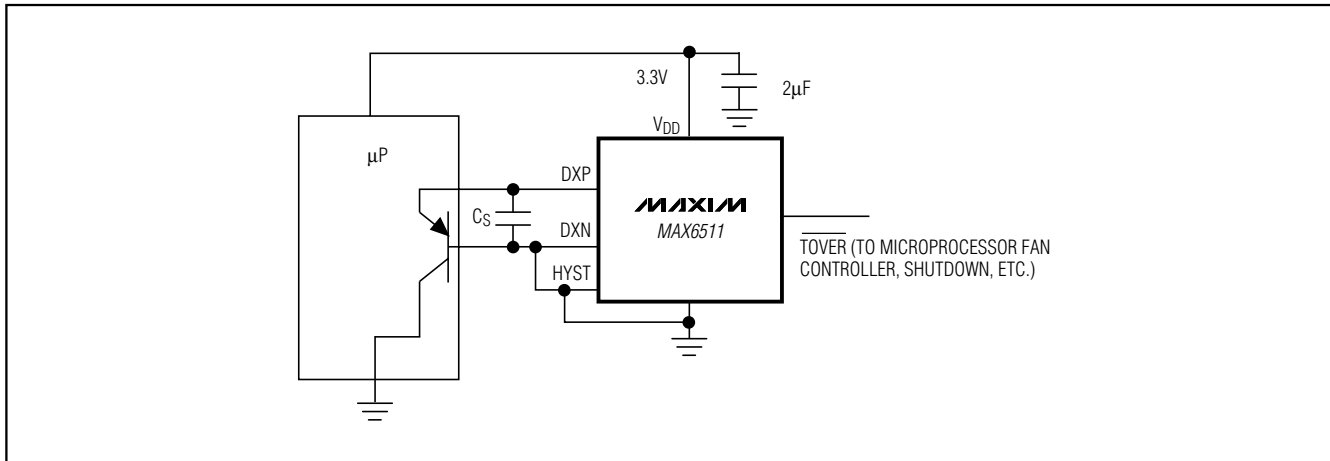 3.3V
2μF
VDD
μP
DXP
CS
MAXIM
MAX6511
DXN
HYST
TOVER (TO MICROPROCESSOR FAN
CONTROLLER, SHUTDOWN, ETC.)